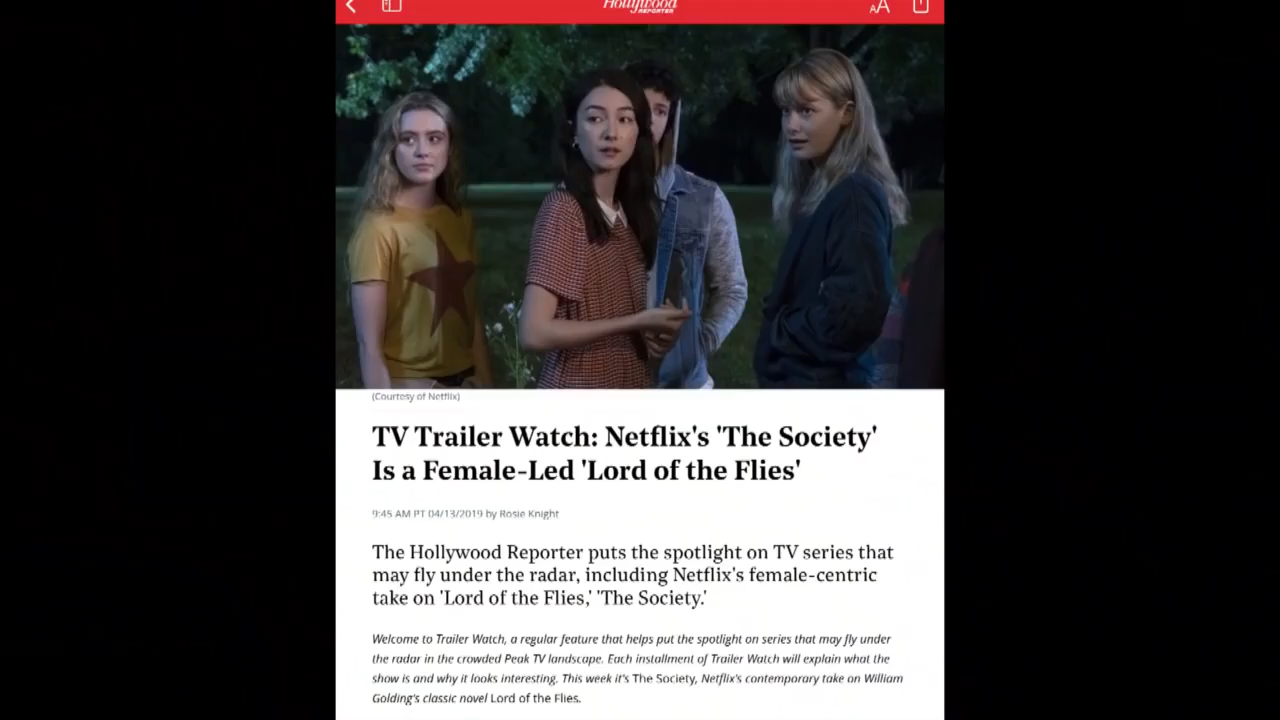 Hollywood
REPORTER
AA
(Courtesy of Netflix)
TV Trailer Watch: Netflix's 'The Society'
Is a Female-Led 'Lord of the Flies'
9:45 AM PT 04/13/2019 by Rosie Knight
The Hollywood Reporter puts the spotlight on TV series that
may fly under the radar, including Netflix's female-centric
take on 'Lord of the Flies,' 'The Society.'
Welcome to Trailer Watch, a regular feature that helps put the spotlight on series that may fly under
the radar in the crowded Peak TV landscape. Each installment of Trailer Watch will explain what the
show is and why it looks interesting. This week it's The Society, Netflix's contemporary take on William
Golding's classic novel Lord of the Flies.